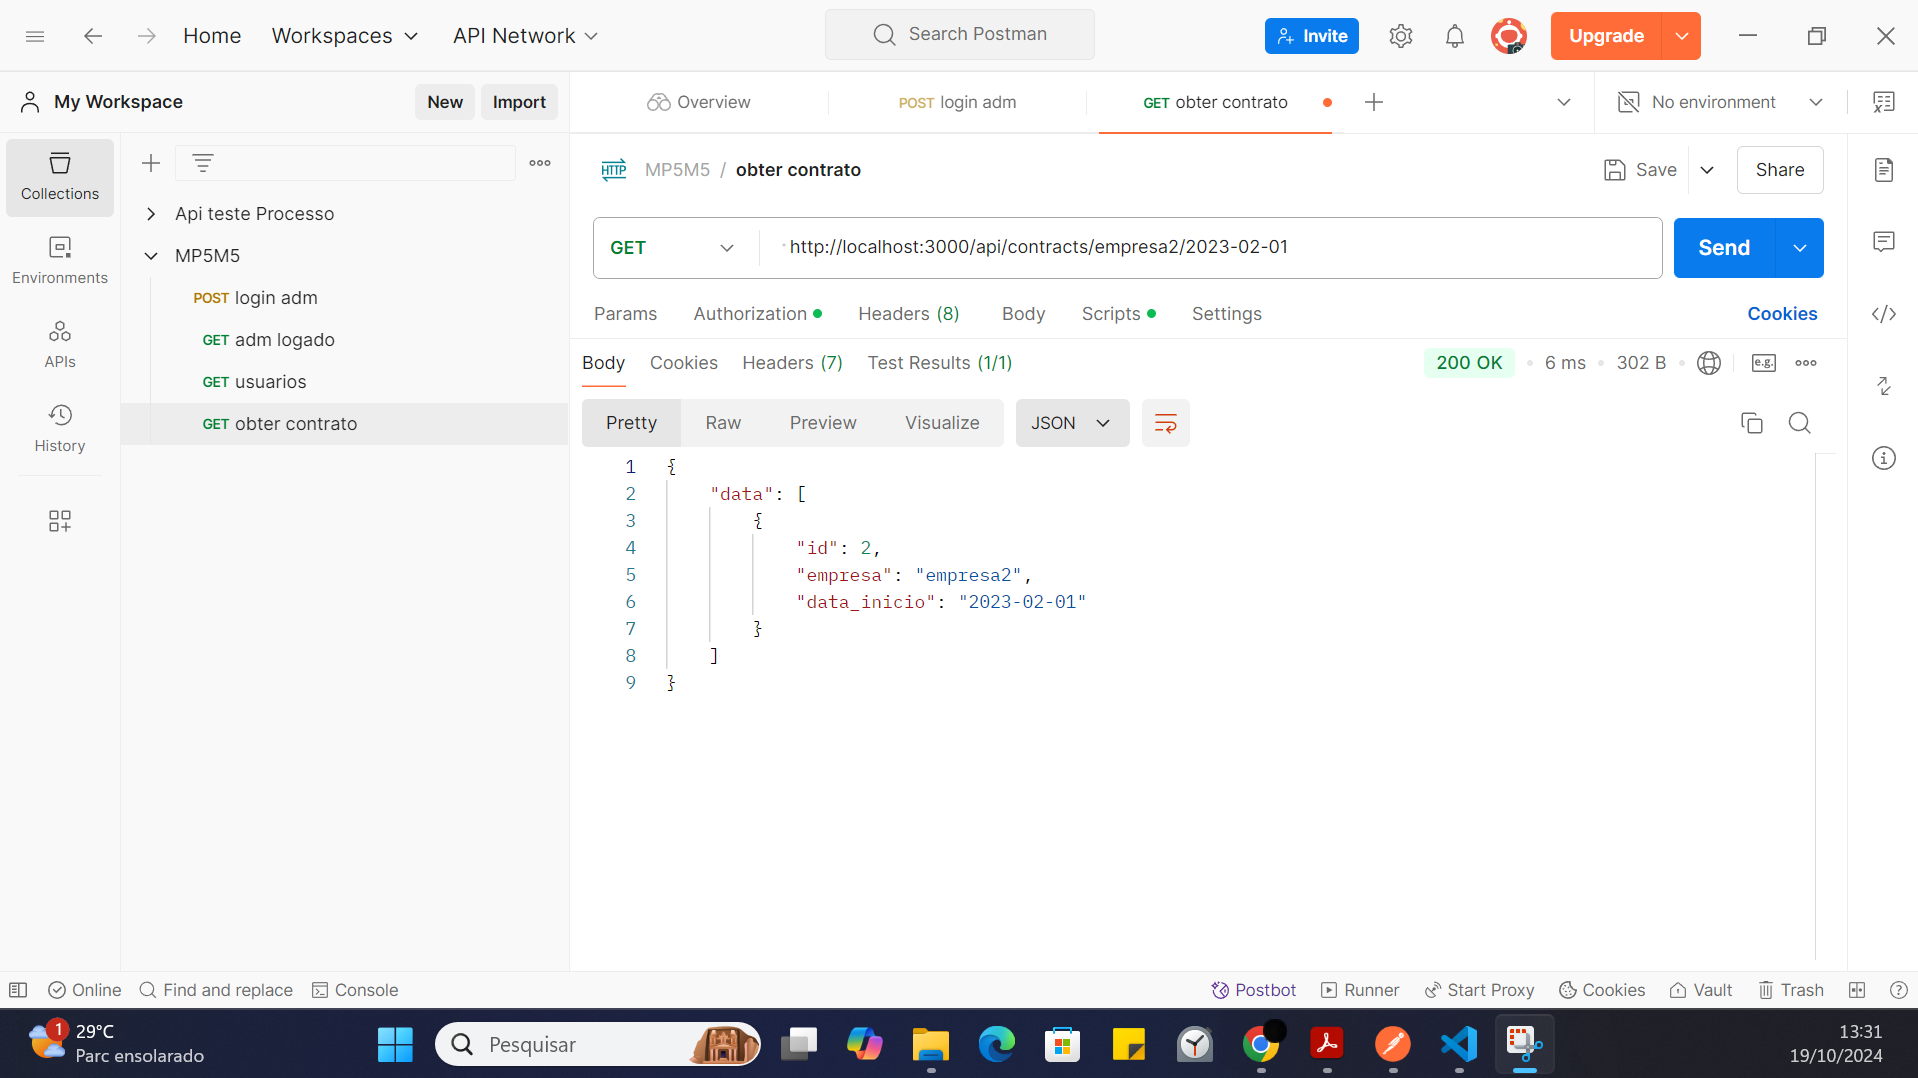 Home
Workspaces
API Network
Search Postman
Invite
Upgrade
My Workspace
New
Import
Overview
POST login adm
GET obter contrato
No environment
Collections
Environments
APIs
History
Api teste Processo
MP5M5
POST login adm
GET adm logado
GET usuarios
GET obter contrato
HTTP
MP5M5 / obter contrato
Save
Share
GET
http://localhost:3000/api/contracts/empresa2/2023-02-01
Send
Params
Authorization
Headers (8)
Body
Scripts
Settings
Cookies
Body
Cookies
Headers (7)
Test Results (1/1)
200 OK
6 ms
302 B
e.g.
Pretty
Raw
Preview
Visualize
JSON
1 {
2 "data": [
3 {
4 "id": 2,
5 "empresa": "empresa2",
6 "data_inicio": "2023-02-01"
7 }
8 ]
9 }
Online
Find and replace
Console
Postbot
Runner
Start Proxy
Cookies
Vault
Trash
1
29°C
Parc ensolarado
Pesquisar
13:31
19/10/2024